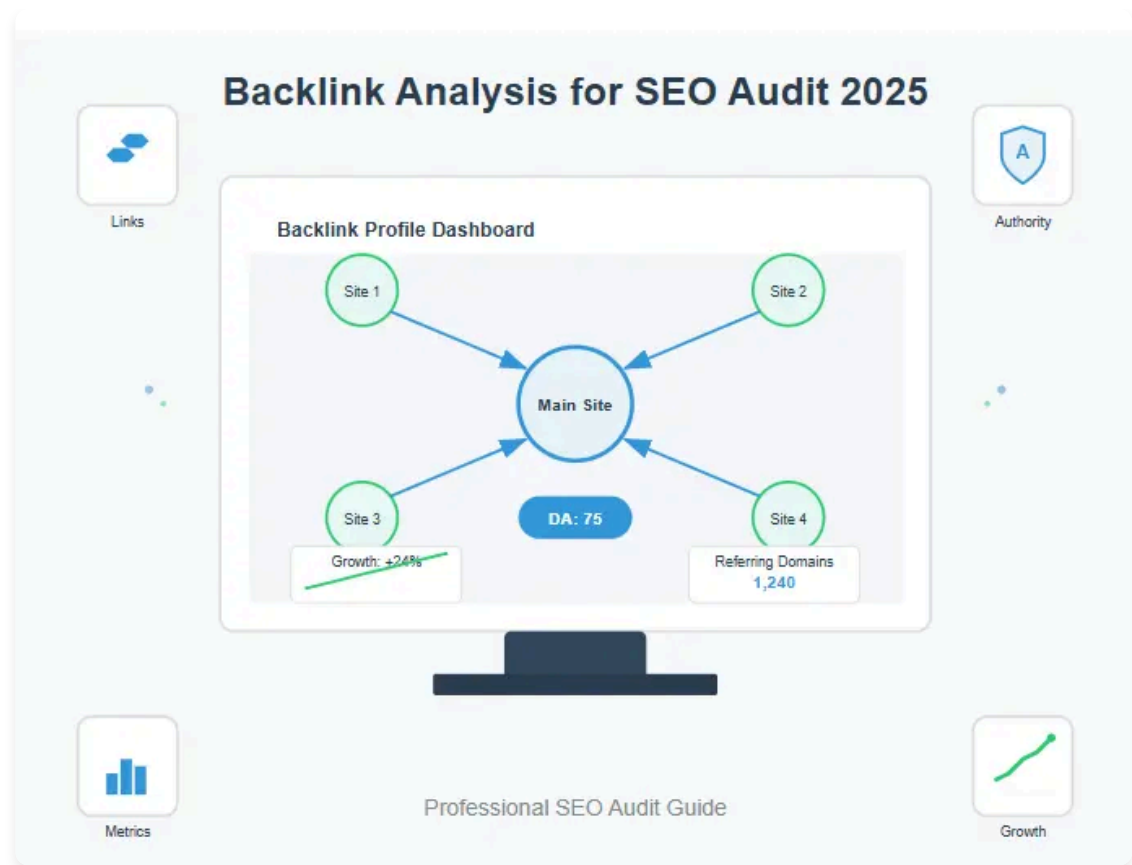 Backlink Analysis for SEO Audit 2025
Links
A
Authority
Backlink Profile Dashboard
Site 1
Site 2
Main Site
Site 3
DA: 75
Site 4
Growth: +24%
Referring Domains
1,240
Metrics
Professional SEO Audit Guide
Growth